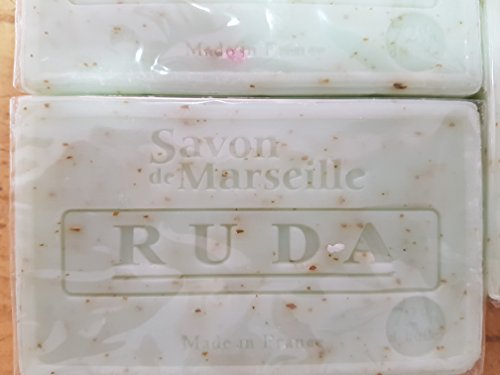 Made in France
Savon
de Marseille
RUDA
Made in France